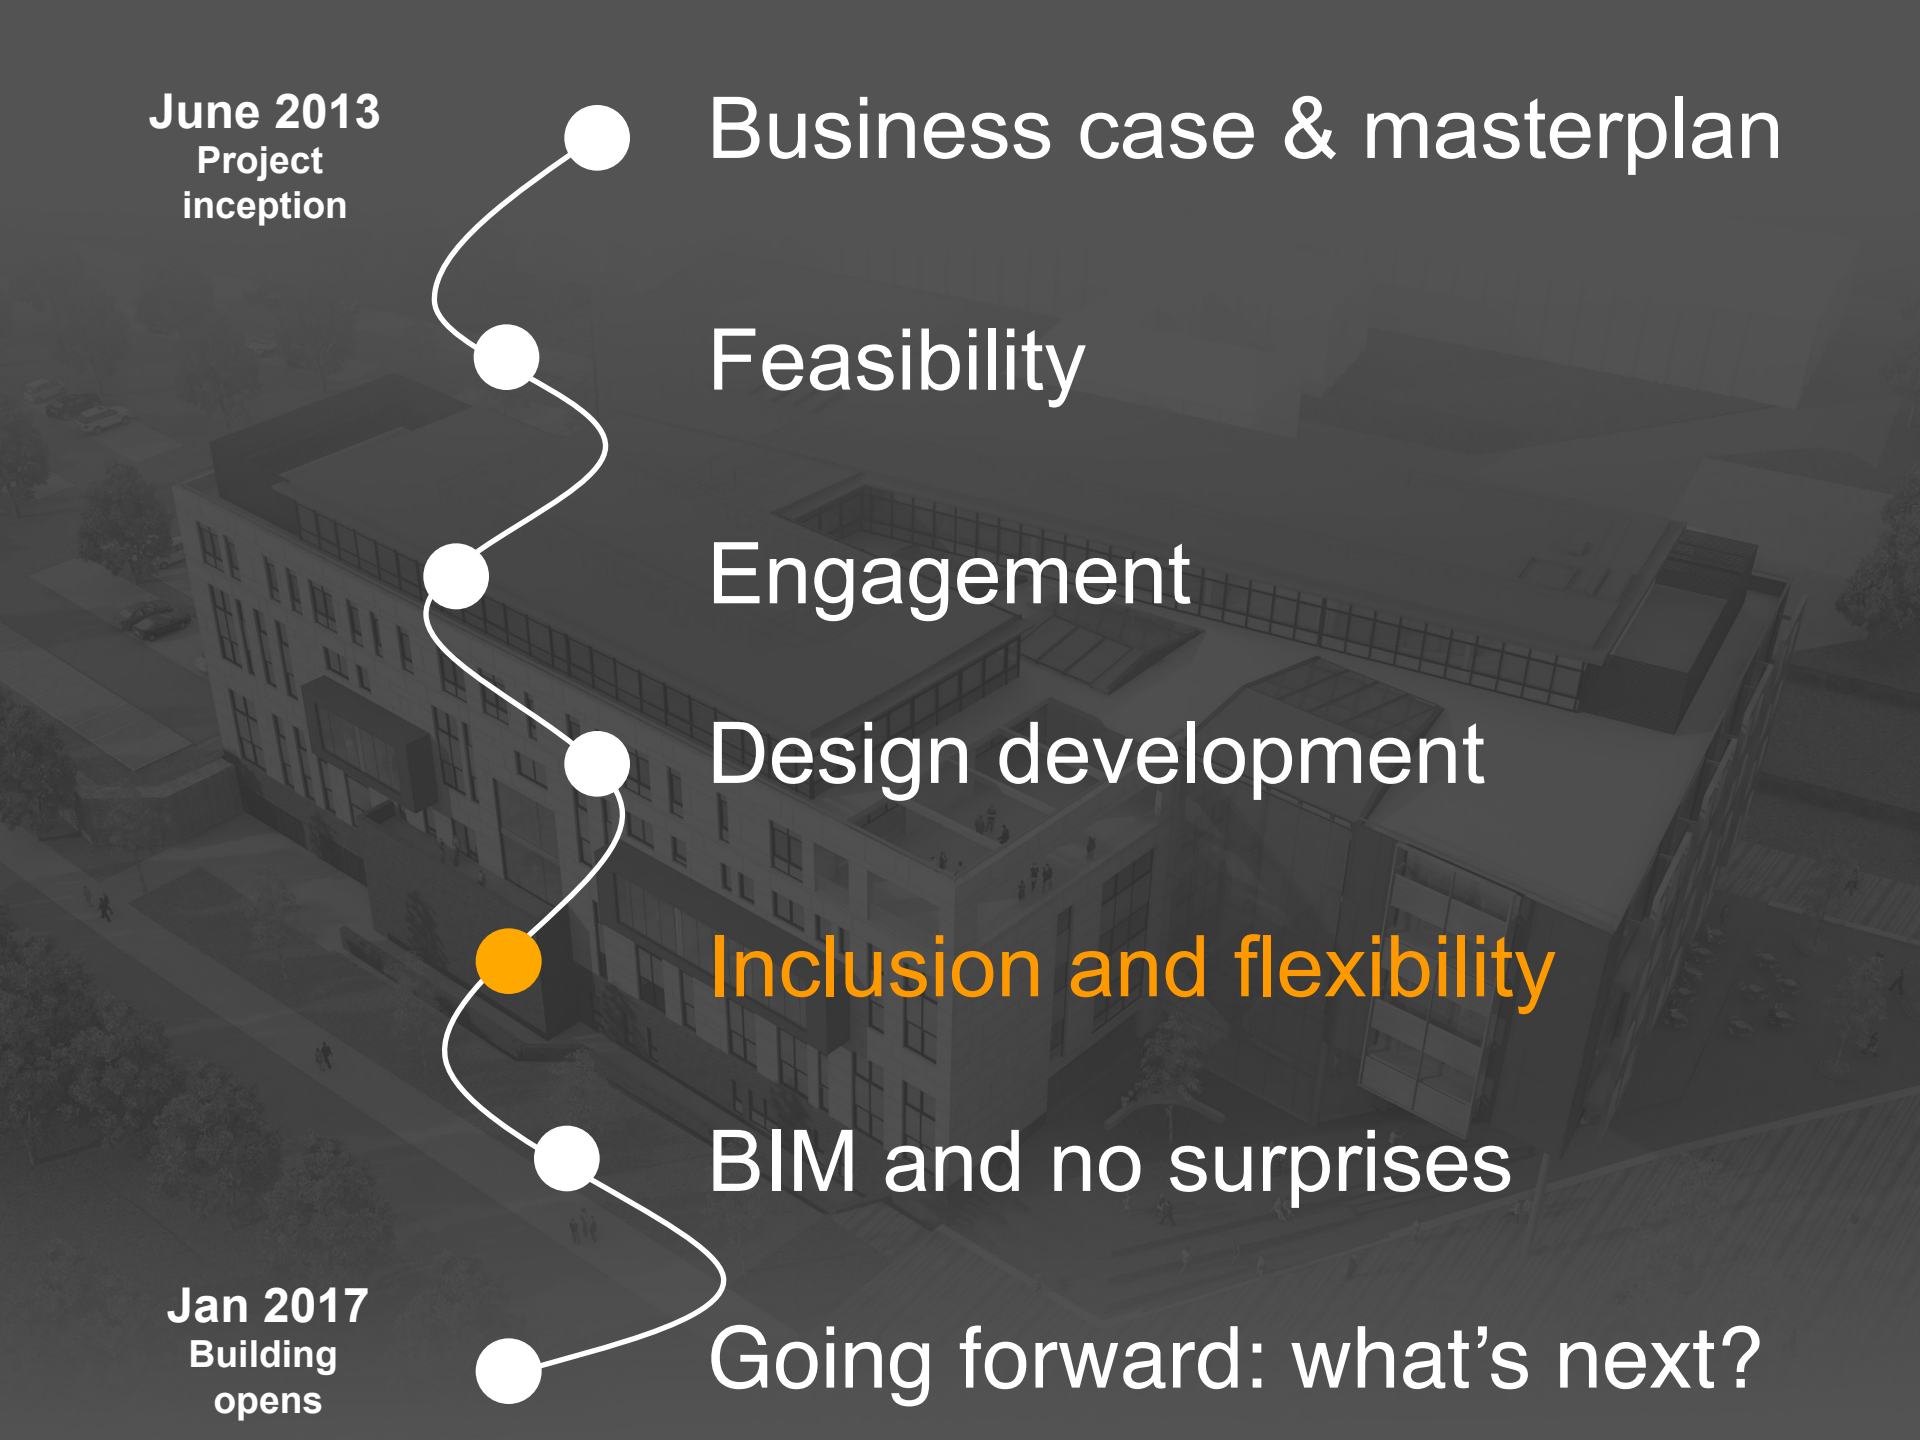 June 2013
Project
inception
Business case & masterplan
Feasibility
Engagement
Design development
Inclusion and flexibility
BIM and no surprises
Jan 2017
Building
opens
Going forward: what’s next?